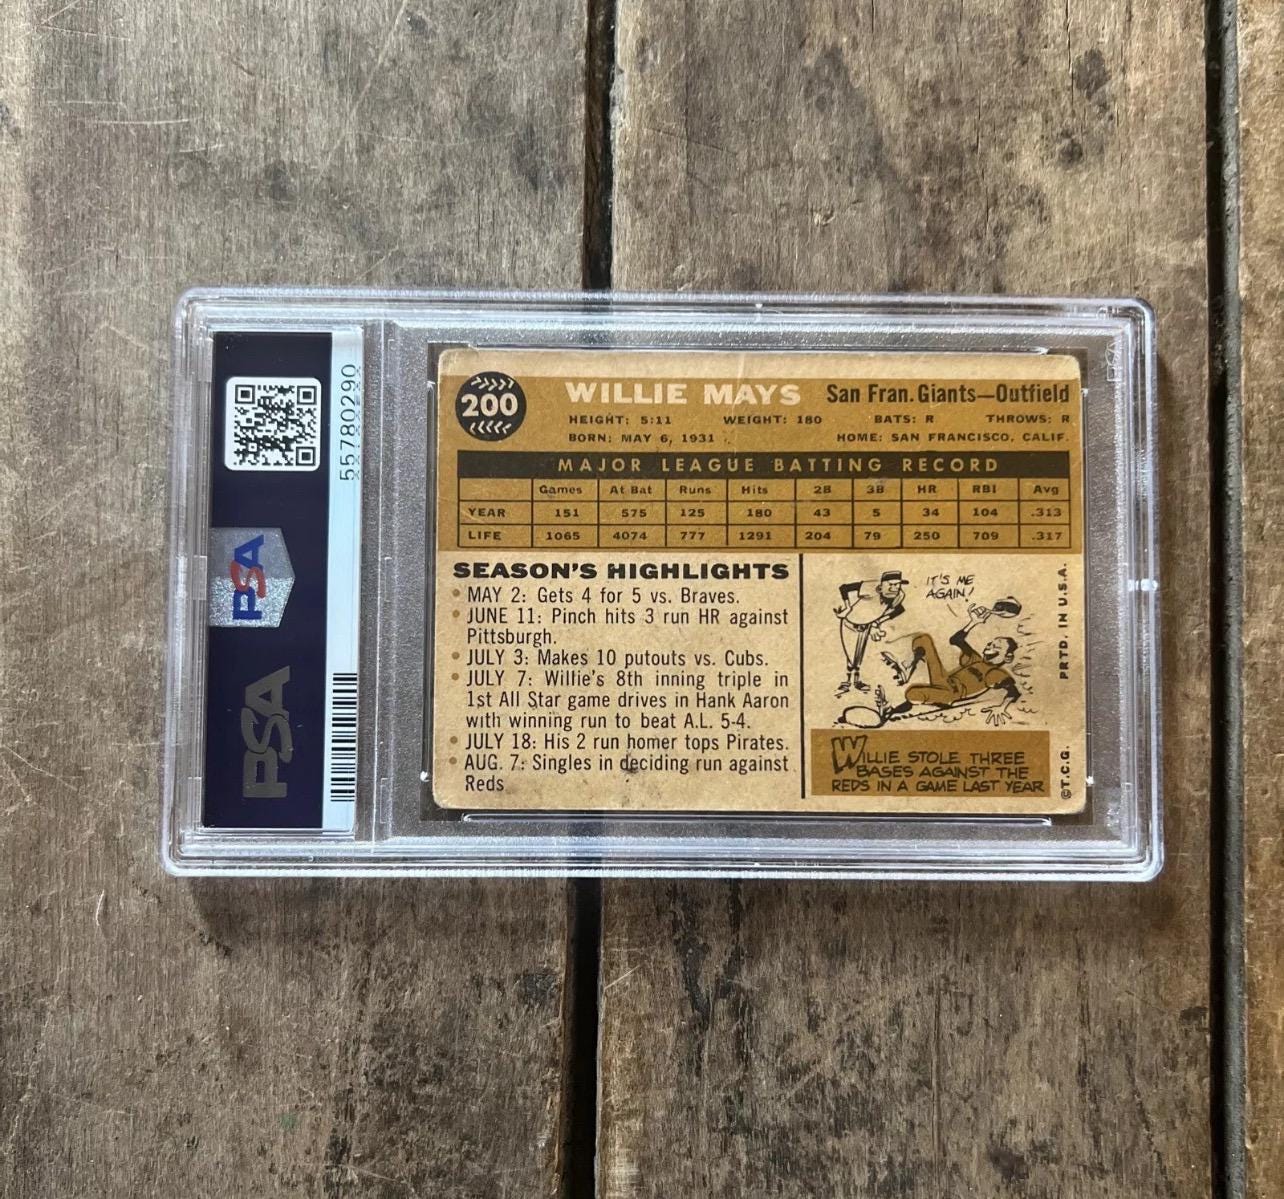 55780290
PSA
PSA
200
WILLIE MAYS San Fran. Giants—Outfield
HEIGHT: 5:11 WEIGHT: 180 BATS: R THROWS: R
BORN: MAY 6, 1931 HOME: SAN FRANCISCO, CALIF.
MAJOR LEAGUE BATTING RECORD
Games At Bat Runs Hits 2B 3B HR RBI Avg
YEAR 151 575 125 180 43 5 34 104 .313
LIFE 1065 4074 777 1291 204 79 250 709 .317
SEASON'S HIGHLIGHTS
• MAY 2: Gets 4 for 5 vs. Braves.
• JUNE 11: Pinch hits 3 run HR against
Pittsburgh.
• JULY 3: Makes 10 putouts vs. Cubs.
• JULY 7: Willie's 8th inning triple in
1st All Star game drives in Hank Aaron
with winning run to beat A.L. 5-4.
• JULY 18: His 2 run homer tops Pirates.
• AUG. 7: Singles in deciding run against
Reds
IT'S ME
AGAIN!
WILLIE STOLE THREE
BASES AGAINST THE
REDS IN A GAME LAST YEAR
©T.C.G. PRTD. IN U.S.A.